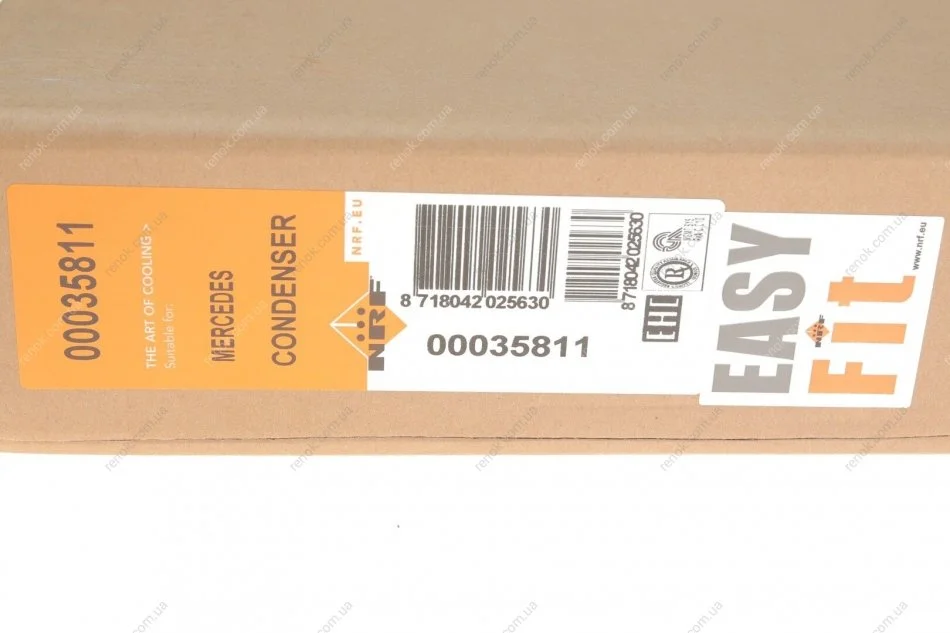 00035811
THE ART OF COOLING >
Suitable for:
MERCEDES
CONDENSER
NRF.EU
NRF
8 718042 025630
00035811
8718042025630
EAC
EASY
FIT
NRF
www.nrf.eu
renok.com.ua